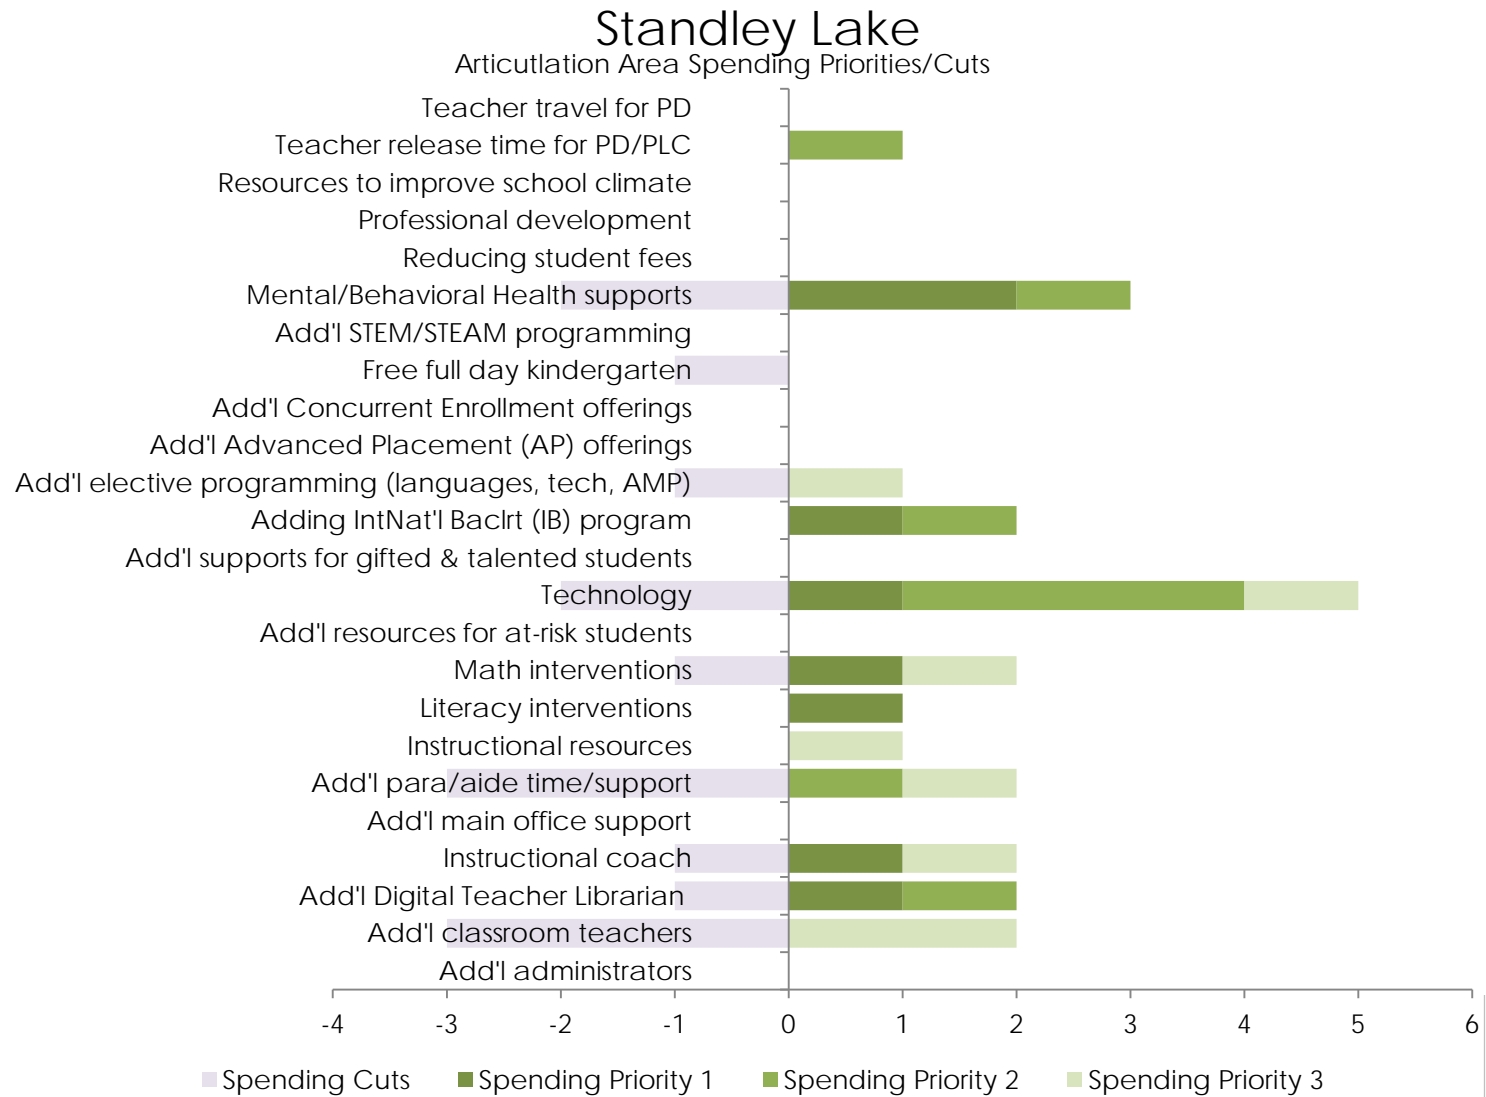 Standley Lake
Articutlation Area Spending Priorities/Cuts
Teacher travel for PD
Teacher release time for PD/PLC
Resources to improve school climate
Professional development
Reducing student fees
Mental/Behavioral Health supports
Add'l STEM/STEAM programming
Free full day kindergarten
Add'l Concurrent Enrollment offerings
Add'l Advanced Placement (AP) offerings
Add'l elective programming (languages, tech, AMP)
Adding IntNat'l Baclrt (IB) program
Add'l supports for gifted & talented students
Technology
Add'l resources for at-risk students
Math interventions
Literacy interventions
Instructional resources
Add'l para/aide time/support
Add'l main office support
Instructional coach
Add'l Digital Teacher Librarian
Add'l classroom teachers
Add'l administrators
-4 -3 -2 -1 0 1 2 3 4 5 6
Spending Cuts Spending Priority 1 Spending Priority 2 Spending Priority 3